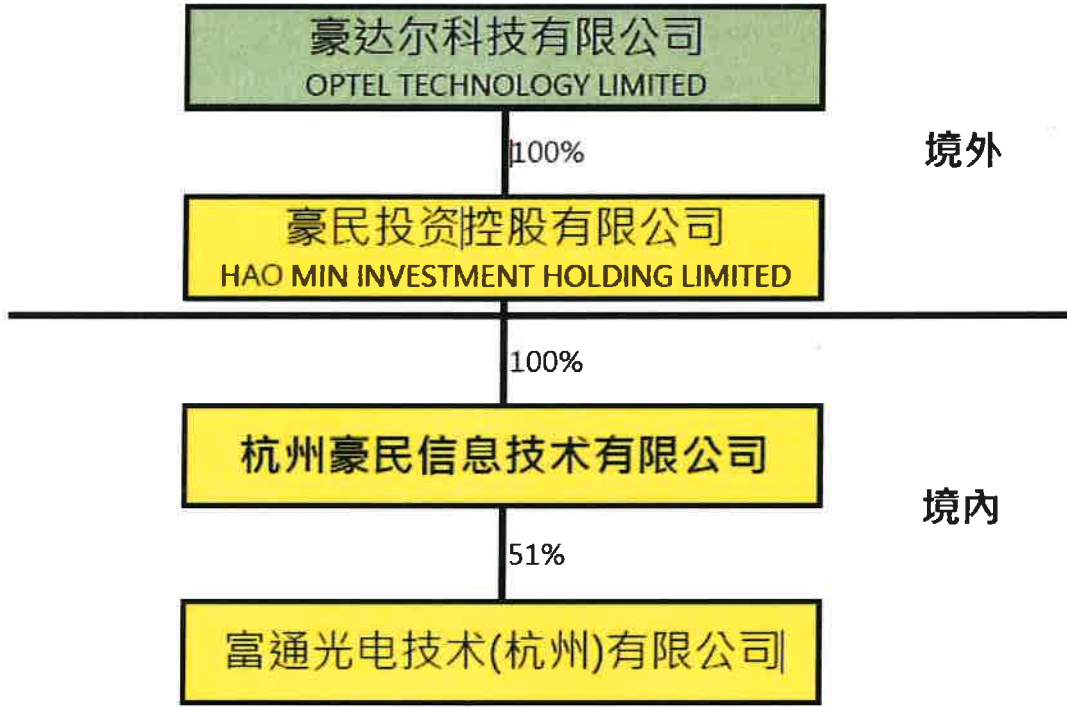 豪達尔科技有限公司
OPTEL TECHNOLOGY LIMITED
100%
境外
豪民投资控股有限公司
HAO MIN INVESTMENT HOLDING LIMITED
100%
杭州豪民信息技术有限公司
境內
51%
富通光电技术(杭州)有限公司